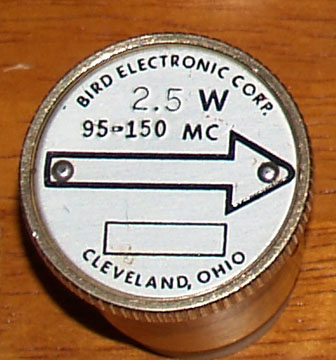 BIRD ELECTRONIC CORP.
2.5 W
95-150 MC
CLEVELAND, OHIO